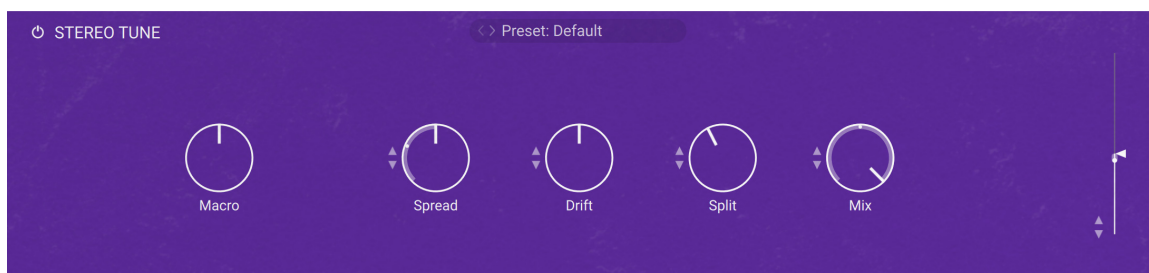 STEREO TUNE
Preset: Default
Macro
Spread
Drift
Split
Mix